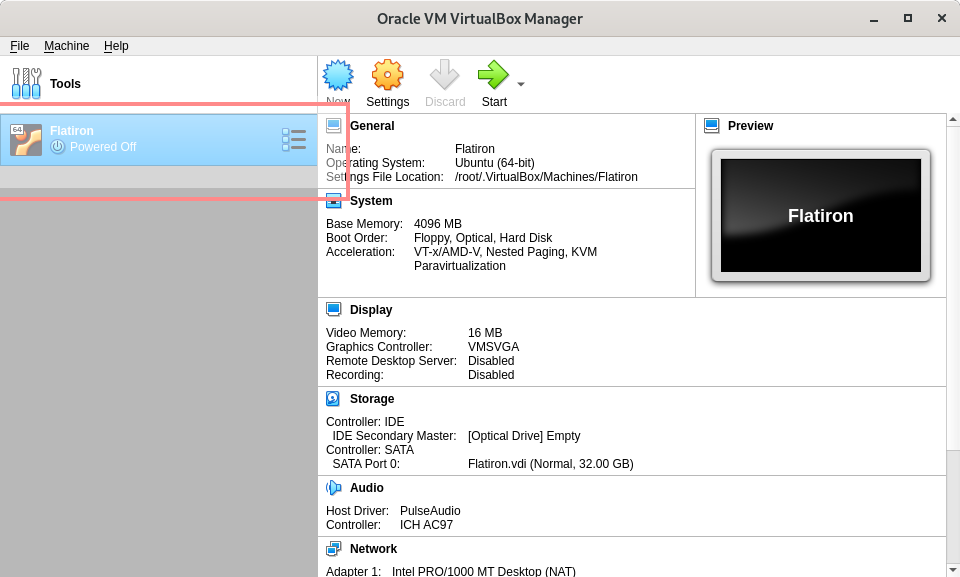 Oracle VM VirtualBox Manager
File Machine Help
Tools
New Settings Discard Start
64
Flatiron
Powered Off
General
Name: Flatiron
Operating System: Ubuntu (64-bit)
Settings File Location: /root/.VirtualBox/Machines/Flatiron
Preview
Flatiron
System
Base Memory: 4096 MB
Boot Order: Floppy, Optical, Hard Disk
Acceleration: VT-x/AMD-V, Nested Paging, KVM
Paravirtualization
Display
Video Memory: 16 MB
Graphics Controller: VMSVGA
Remote Desktop Server: Disabled
Recording: Disabled
Storage
Controller: IDE
IDE Secondary Master: [Optical Drive] Empty
Controller: SATA
SATA Port 0: Flatiron.vdi (Normal, 32.00 GB)
Audio
Host Driver: PulseAudio
Controller: ICH AC97
Network
Adapter 1: Intel PRO/1000 MT Desktop (NAT)